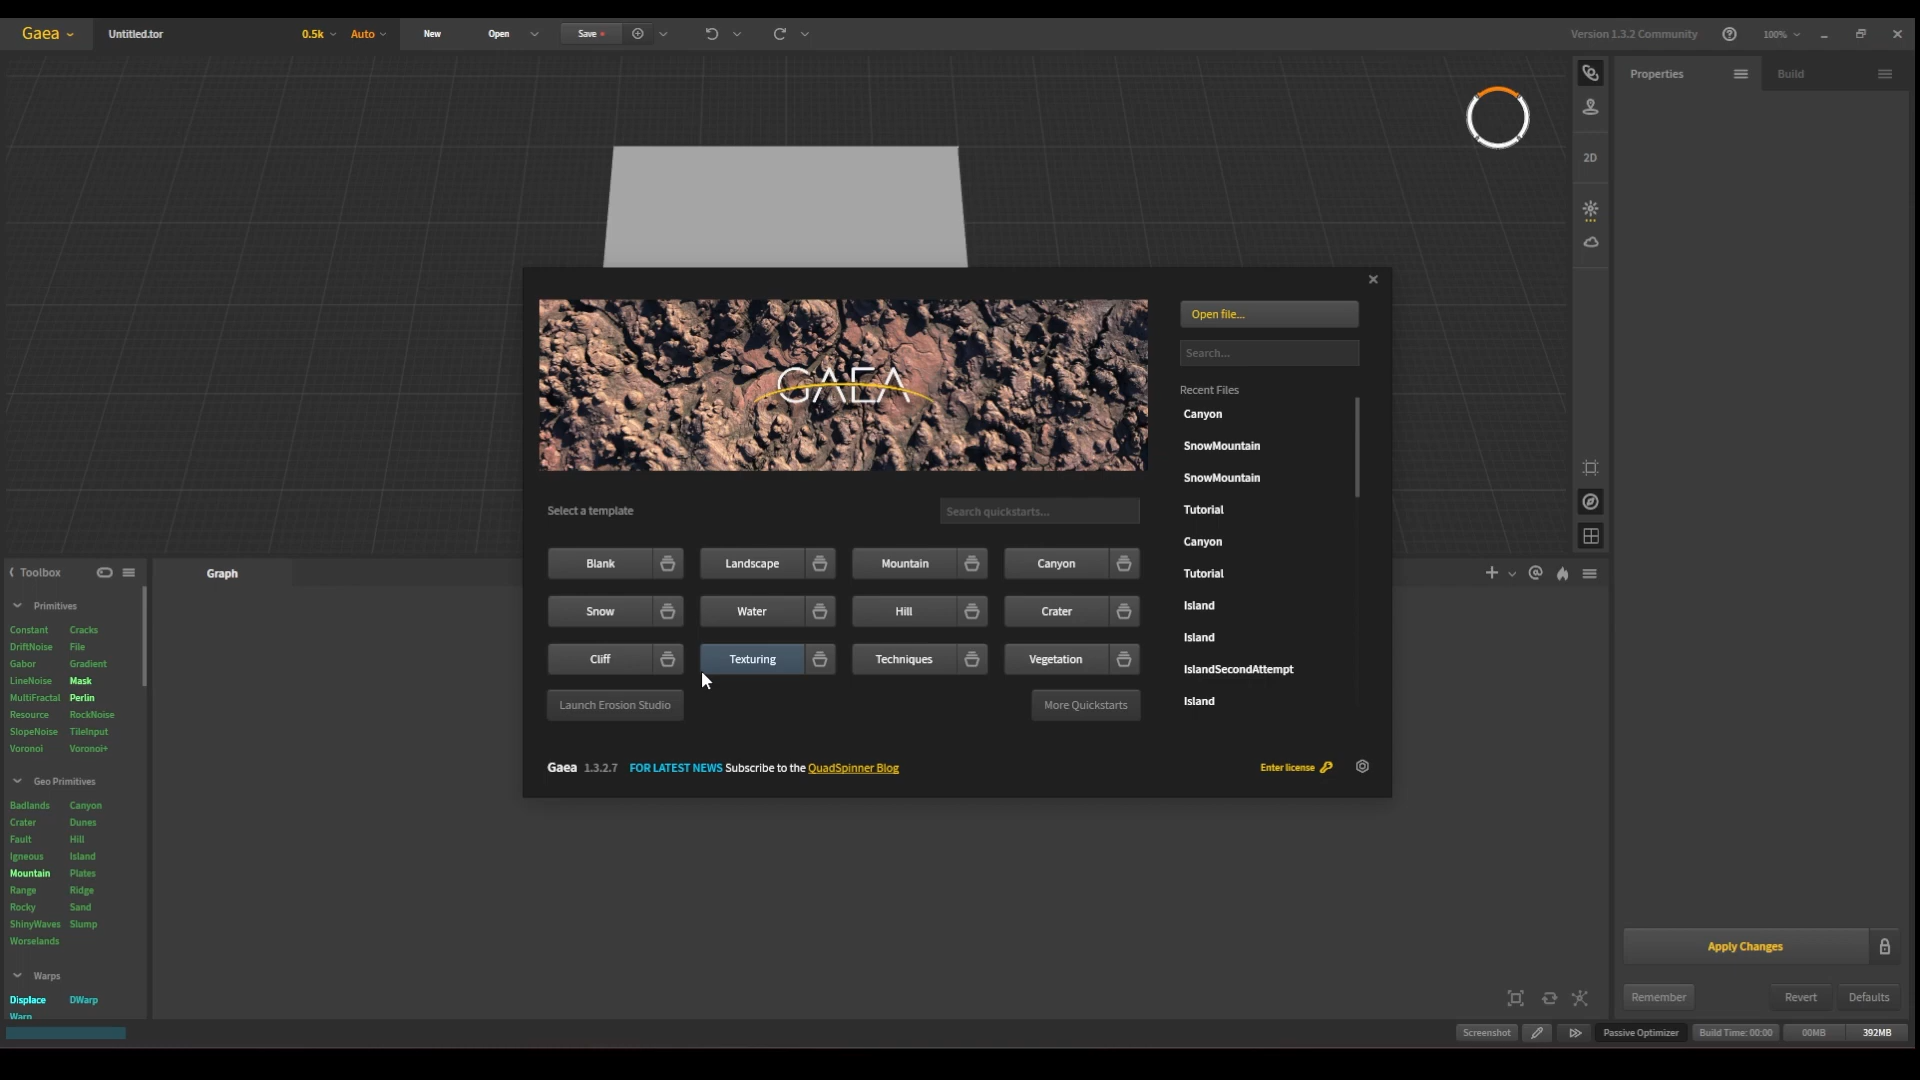 Gaea
Untitled.tor
0.5k
Auto
New
Open
Save
Version 1.3.2 Community
100%
Properties
Build
2D
GAEA
Open file...
Search...
Recent Files
Canyon
SnowMountain
SnowMountain
Tutorial
Canyon
Tutorial
Island
Island
IslandSecondAttempt
Island
Select a template
Search quickstarts...
Blank
Landscape
Mountain
Canyon
Snow
Water
Hill
Crater
Cliff
Texturing
Techniques
Vegetation
Launch Erosion Studio
More Quickstarts
Gaea 1.3.2.7 FOR LATEST NEWS Subscribe to the QuadSpinner Blog
Enter license
Toolbox
Graph
Primitives
Constant Cracks
DriftNoise File
Gabor Gradient
LineNoise Mask
MultiFractal Perlin
Resource RockNoise
SlopeNoise TileInput
Voronoi Voronoi+
Geo Primitives
Badlands Canyon
Crater Dunes
Fault Hill
Igneous Island
Mountain Plates
Range Ridge
Rocky Sand
ShinyWaves Slump
Worselands
Warps
Displace DWarp
Warp
Apply Changes
Remember
Revert
Defaults
Screenshot
Passive Optimizer
Build Time: 00:00
00MB
392MB